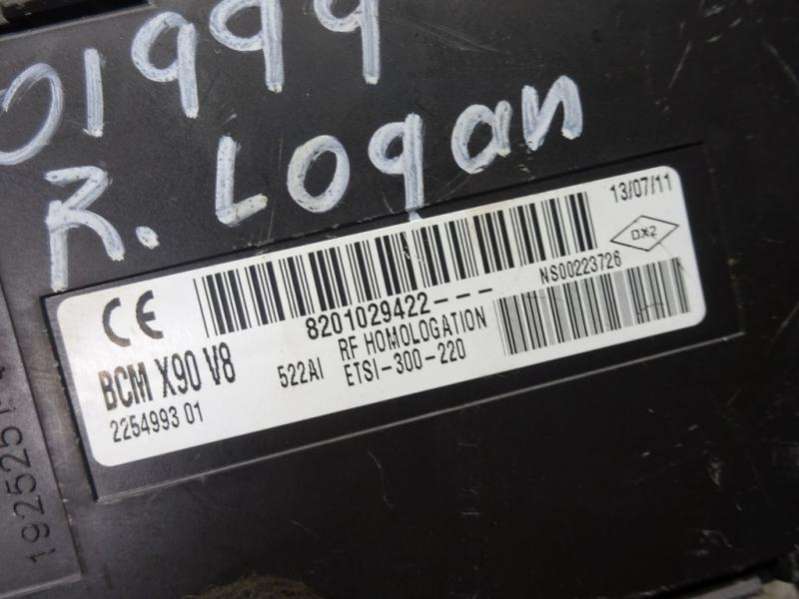 01999
R. Logan
13/07/11
DX2
CE
8201029422---
NS00223726
BCM X90 V8
522AI
RF HOMOLOGATION
ETSI-300-220
2254993 01